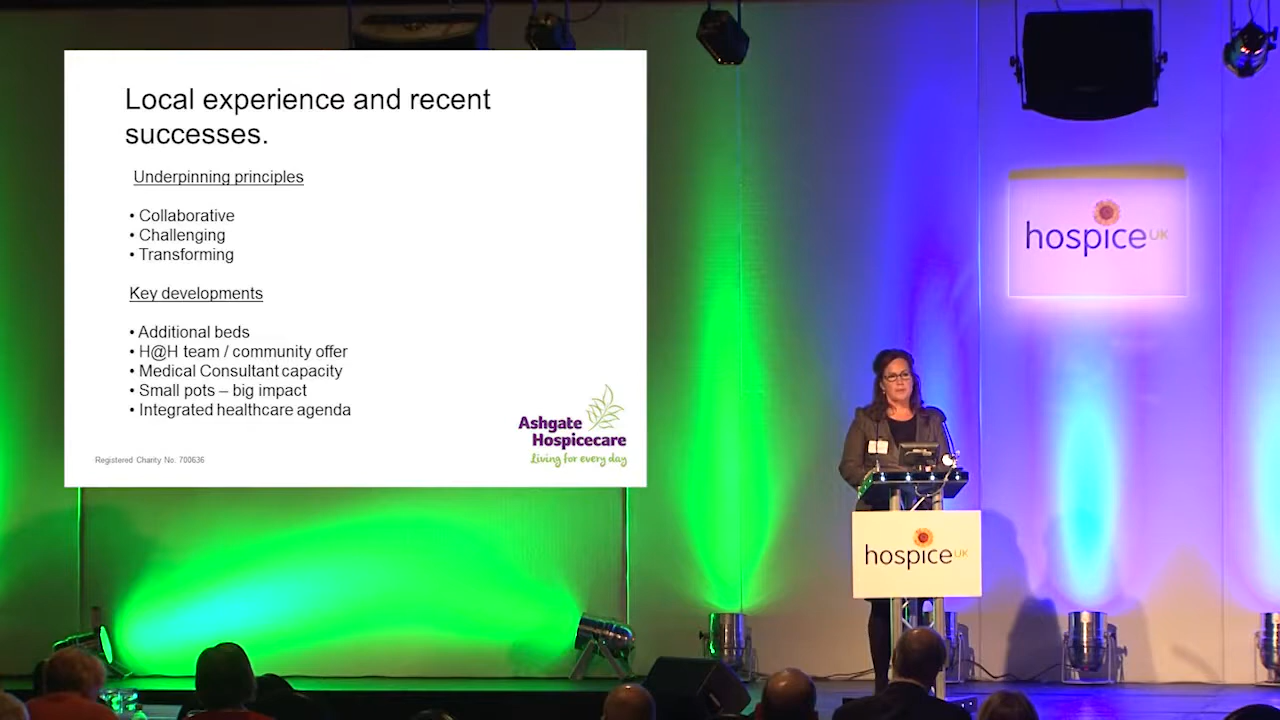 Local experience and recent
successes.
Underpinning principles
• Collaborative
• Challenging
• Transforming
Key developments
• Additional beds
• H@H team / community offer
• Medical Consultant capacity
• Small pots – big impact
• Integrated healthcare agenda
Ashgate
Hospicecare
Living for every day
Registered Charity No. 700636
hospice UK
hospice UK